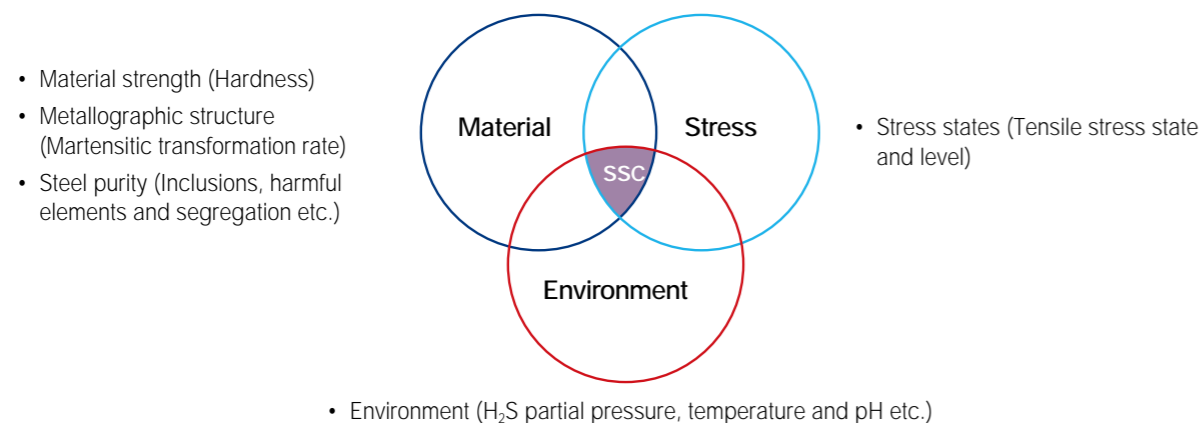 • Material strength (Hardness)
• Metallographic structure
(Martensitic transformation rate)
• Steel purity (Inclusions, harmful
elements and segregation etc.)
Material
Stress
SSC
Environment
• Stress states (Tensile stress state
and level)
• Environment (H₂S partial pressure, temperature and pH etc.)